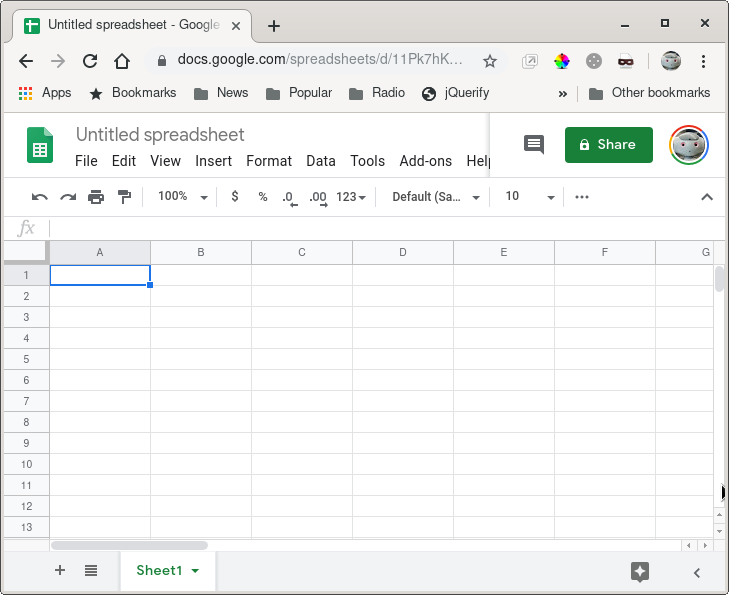 Untitled spreadsheet - Google
docs.google.com/spreadsheets/d/11Pk7hK...
Apps Bookmarks News Popular Radio jQuerify » Other bookmarks
Untitled spreadsheet
File Edit View Insert Format Data Tools Add-ons Help
Share
100% $ % .0 .00 123 Default (Sa... 10
fx
A B C D E F G
1
2
3
4
5
6
7
8
9
10
11
12
13
Sheet1